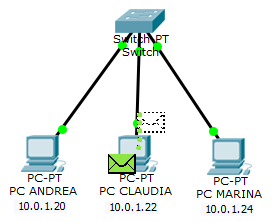 Switch-PT
Switch
PC-PT
PC ANDREA
10.0.1.20
PC-PT
PC CLAUDIA
10.0.1.22
PC-PT
PC MARINA
10.0.1.24